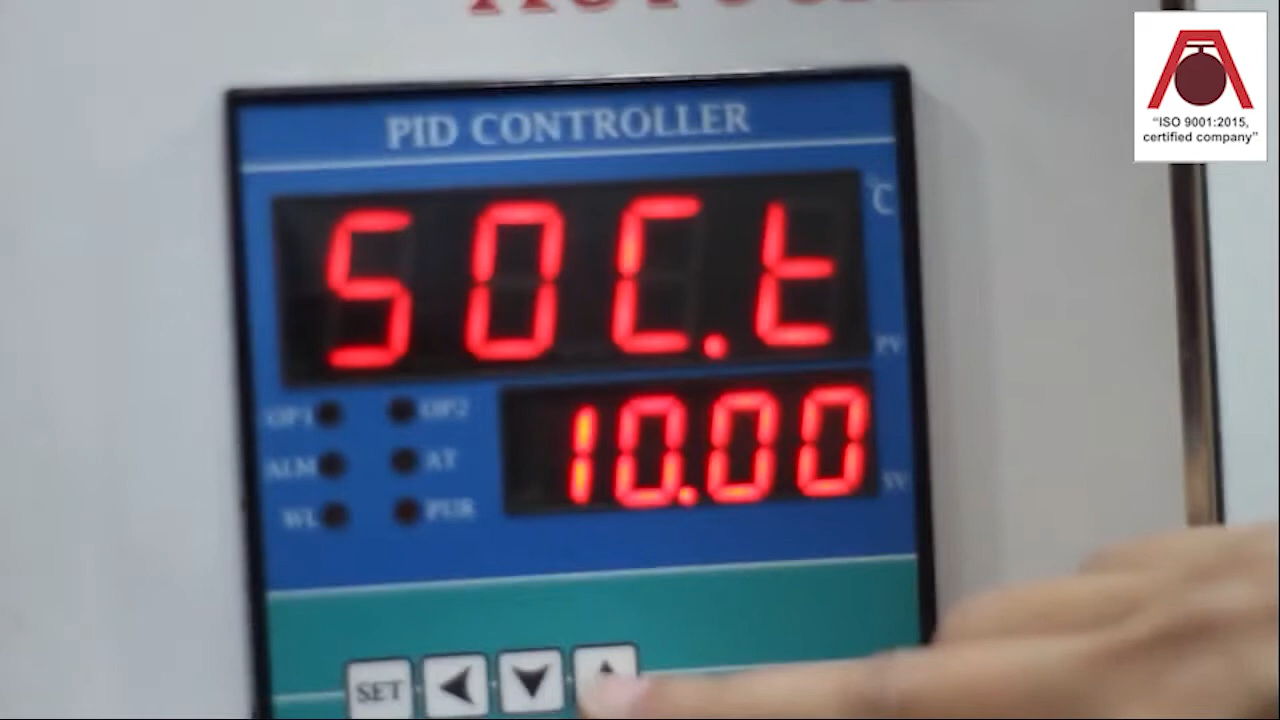 PID CONTROLLER
°C
SOC.t
PV
10.00
SV
OP1
OP2
ALM
AT
WL
PUR
SET
"ISO 9001:2015,
certified company"